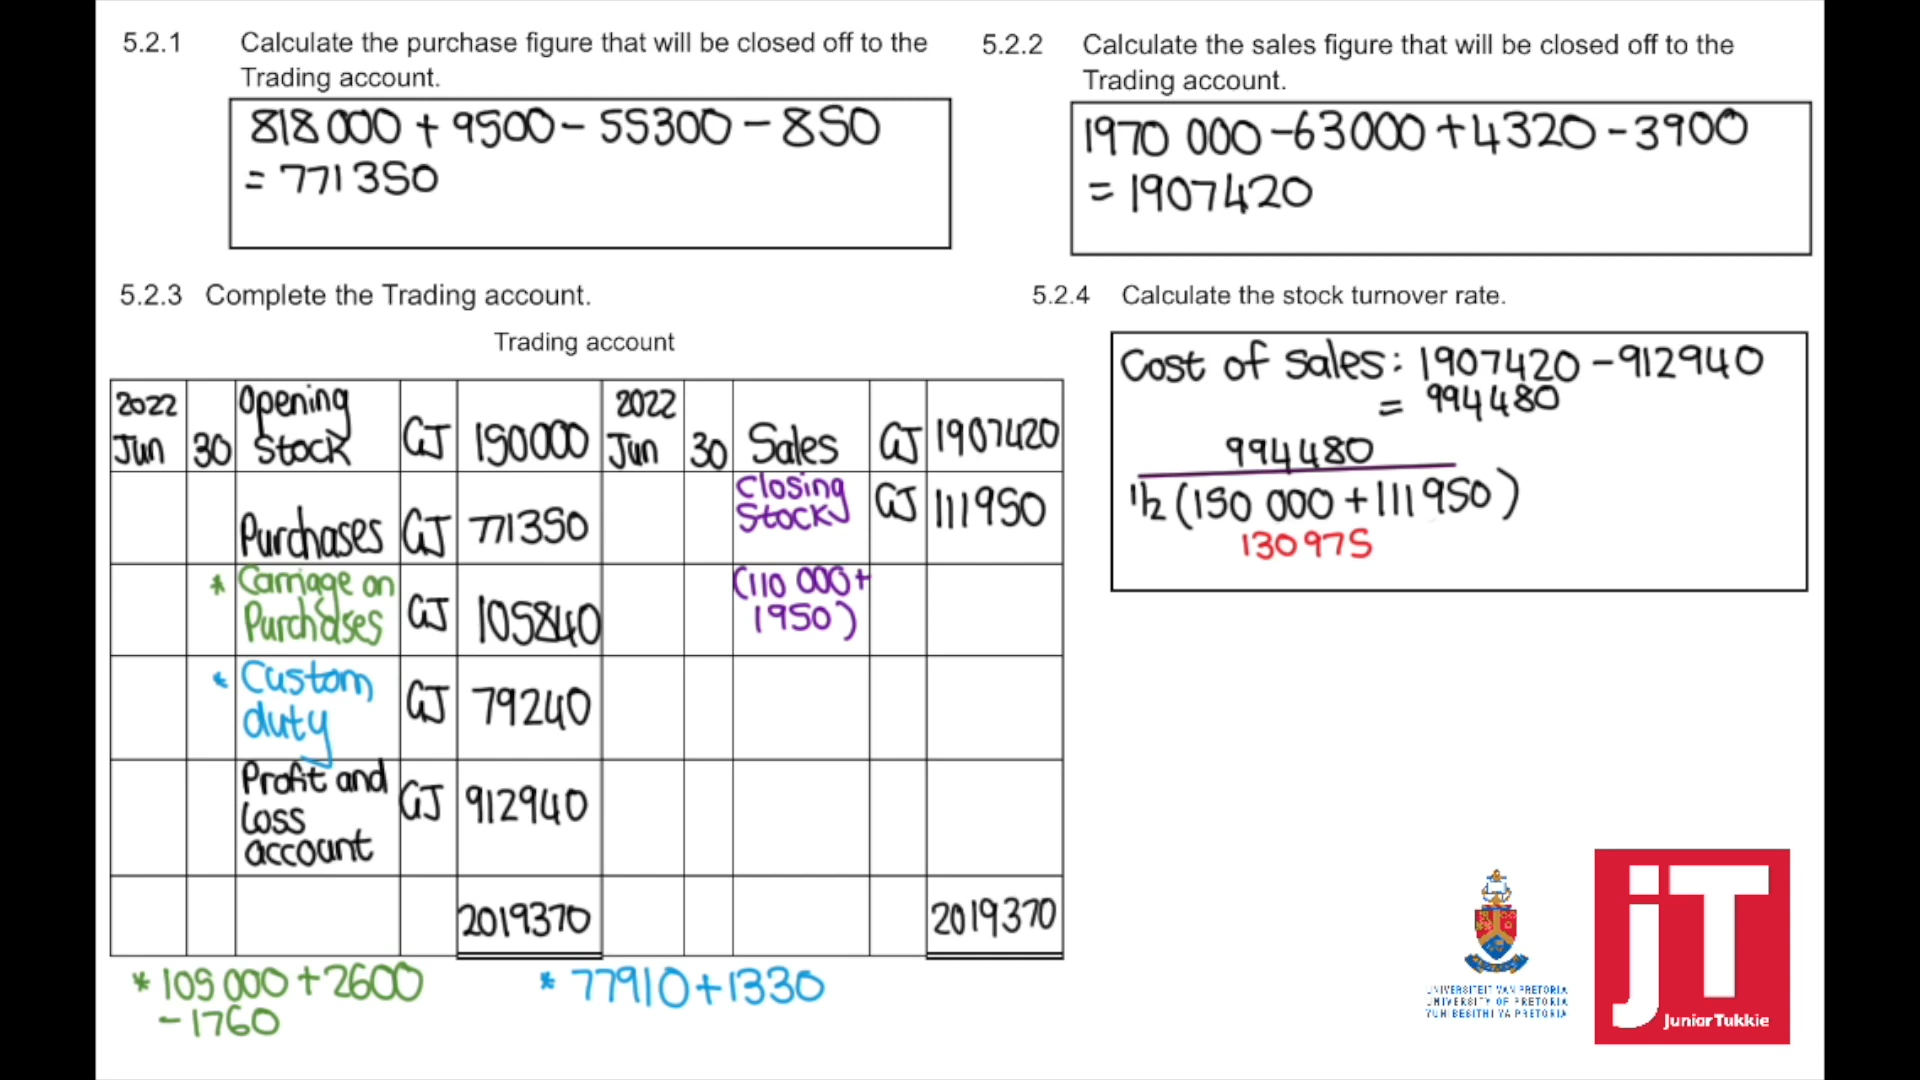 5.2.1 Calculate the purchase figure that will be closed off to the
Trading account.
818 000 + 9500 - 55300 - 850
= 771350
5.2.2 Calculate the sales figure that will be closed off to the
Trading account.
1970 000 - 63000 + 4320 - 3900
= 1907420
5.2.3 Complete the Trading account.
Trading account
2022 Opening 2022
Jun 30 Stock GJ 150000 Jun 30 Sales GJ 1907420
Purchases GJ 771350 Closing Stock GJ 111950
* Carriage on Purchases GJ 105840 (110 000 + 1950)
* Custom duty GJ 79240
Profit and loss account GJ 912940
2019370 2019370
* 105 000 + 2600
- 1760
* 77910 + 1330
5.2.4 Calculate the stock turnover rate.
Cost of sales: 1907420 - 912940
= 994480
994480
1/2 (150 000 + 111950)
130975
UNIVERSITEIT VAN PRETORIA
UNIVERSITY OF PRETORIA
YUNIBESITHI YA PRETORIA
jT
JuniorTukkie